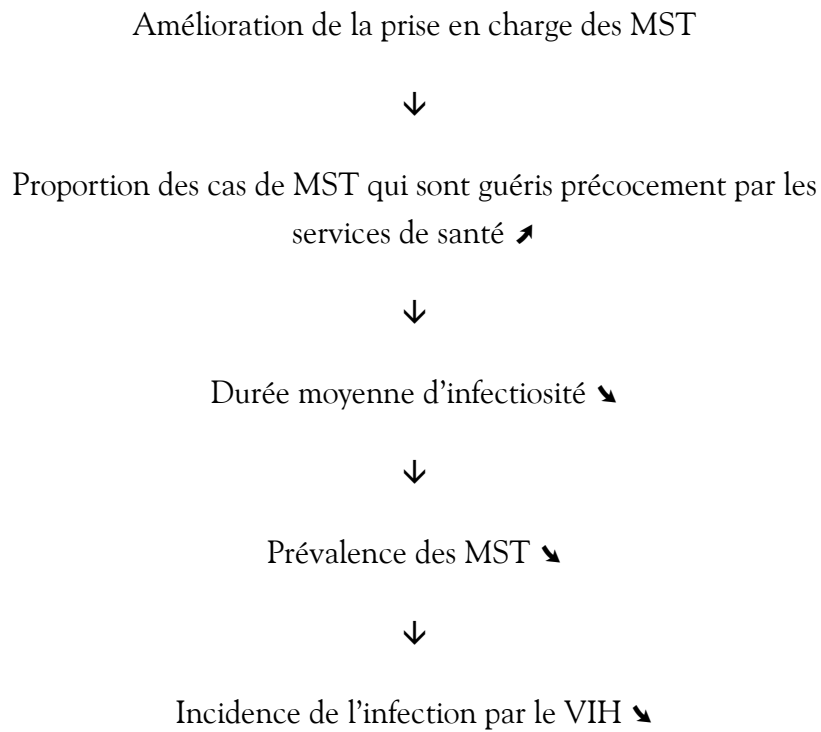 Amélioration de la prise en charge des MST
↓
Proportion des cas de MST qui sont guéris précocement par les
services de santé ➚
↓
Durée moyenne d’infectiosité ➘
↓
Prévalence des MST ➘
↓
Incidence de l’infection par le VIH ➘